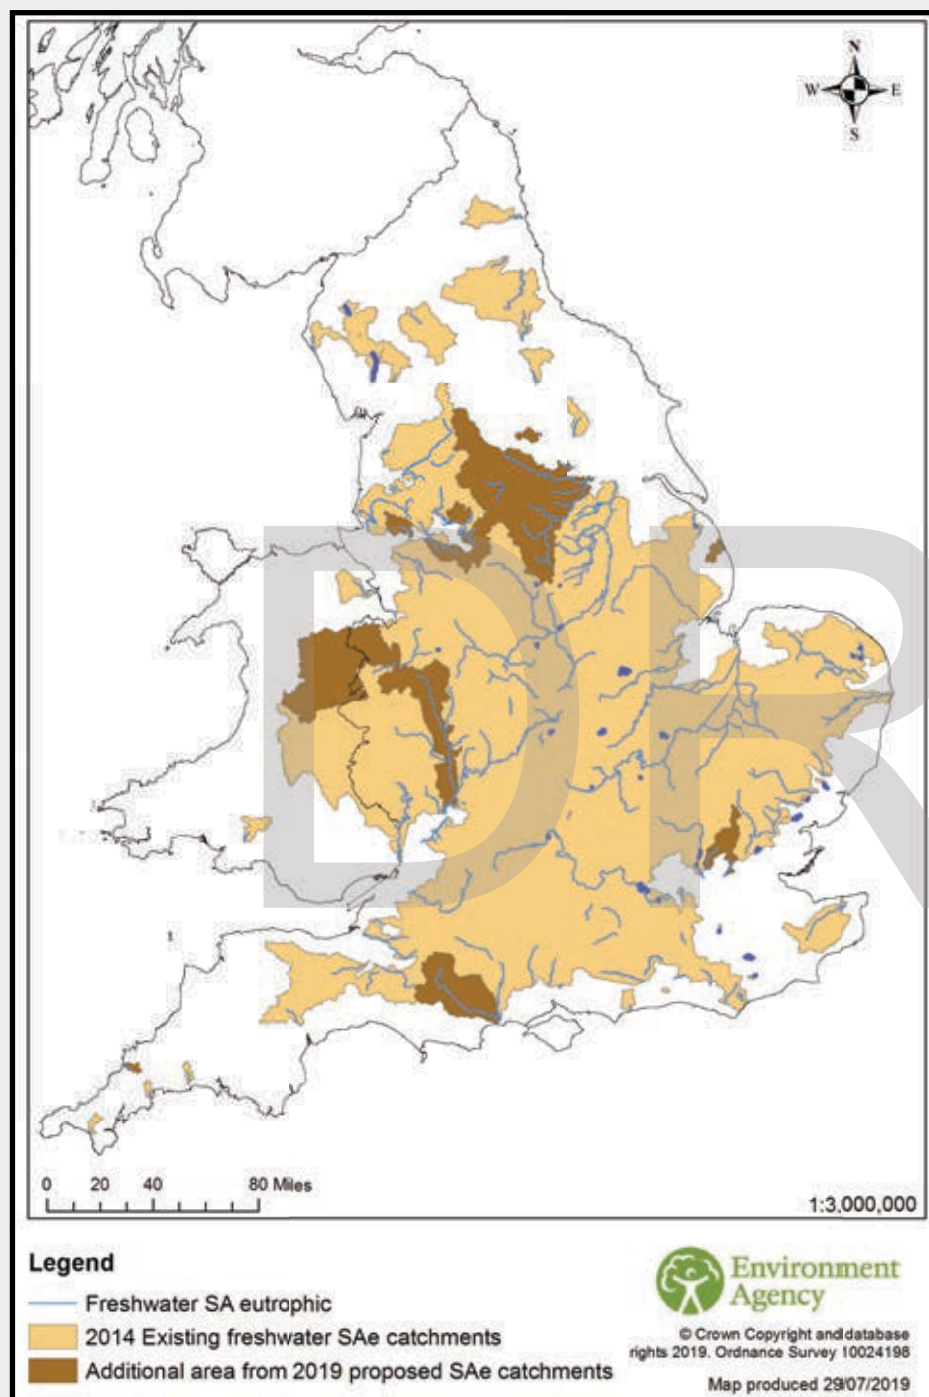 N
W E
S
DR
0 20 40 80 Miles
1:3,000,000
Legend
Freshwater SA eutrophic
2014 Existing freshwater SAe catchments
Additional area from 2019 proposed SAe catchments
Environment
Agency
© Crown Copyright and database
rights 2019. Ordnance Survey 10024198
Map produced 29/07/2019